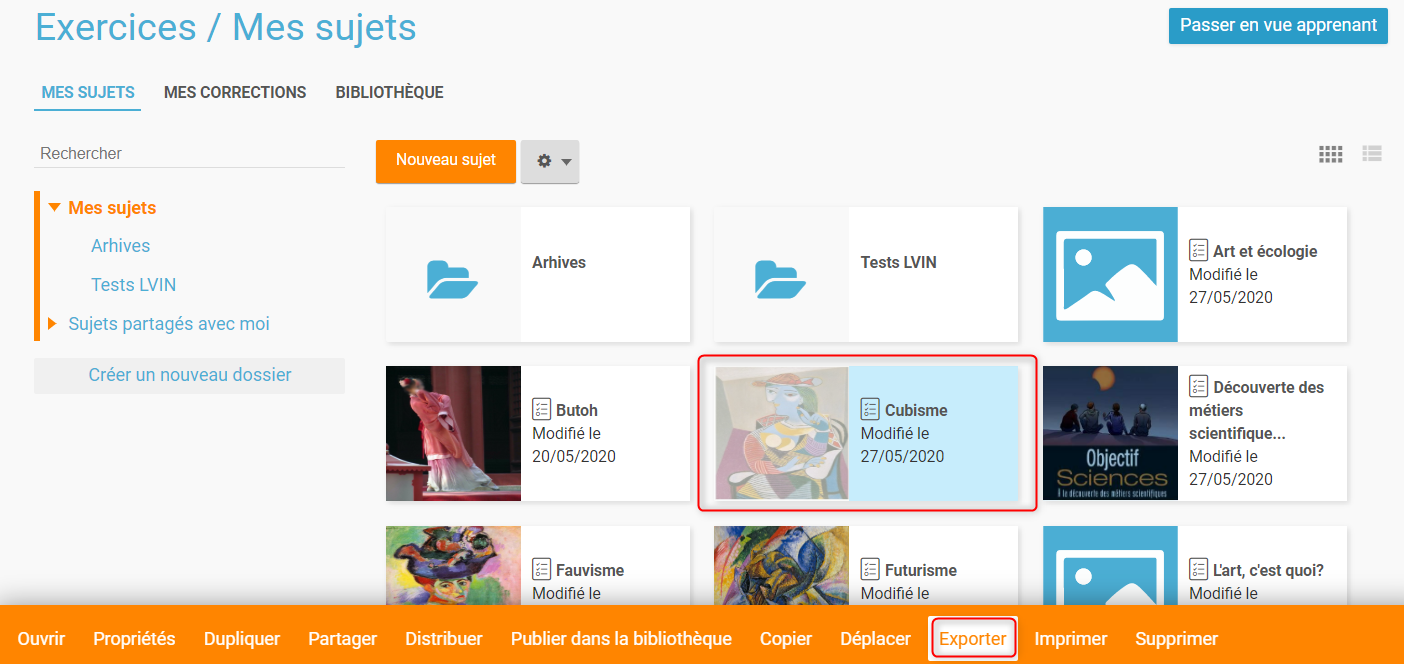 Exercices / Mes sujets
Passer en vue apprenant
MES SUJETS
MES CORRECTIONS
BIBLIOTHÈQUE
Rechercher
Nouveau sujet
Mes sujets
Arhives
Tests LVIN
Sujets partagés avec moi
Créer un nouveau dossier
Arhives
Tests LVIN
Art et écologie
Modifié le
27/05/2020
Butoh
Modifié le
20/05/2020
Cubisme
Modifié le
27/05/2020
Objectif
Sciences
A la découverte des métiers scientifiques
Découverte des
métiers
scientifique...
Modifié le
27/05/2020
Fauvisme
Modifié le
Futurisme
Modifié le
L'art, c'est quoi?
Modifié le
Ouvrir
Propriétés
Dupliquer
Partager
Distribuer
Publier dans la bibliothèque
Copier
Déplacer
Exporter
Imprimer
Supprimer